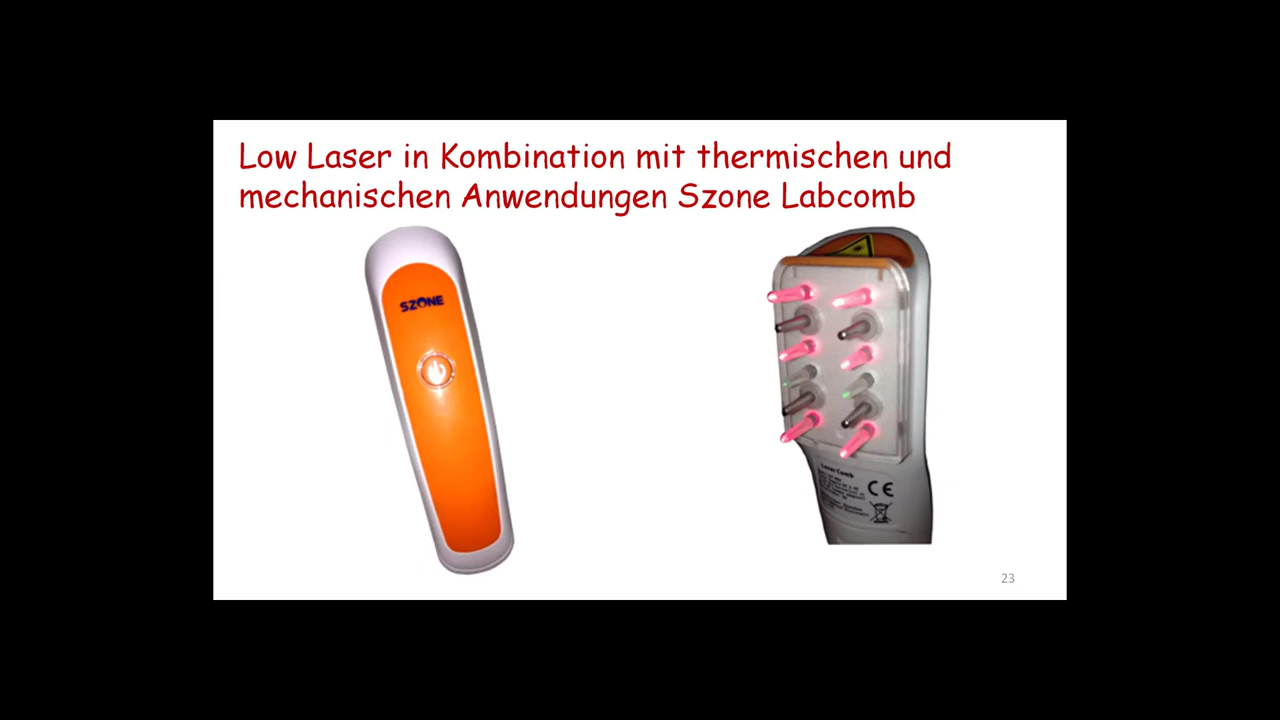 Low Laser in Kombination mit thermischen und
mechanischen Anwendungen Szone Labcomb
SZONE
Laser Comb
CE
23